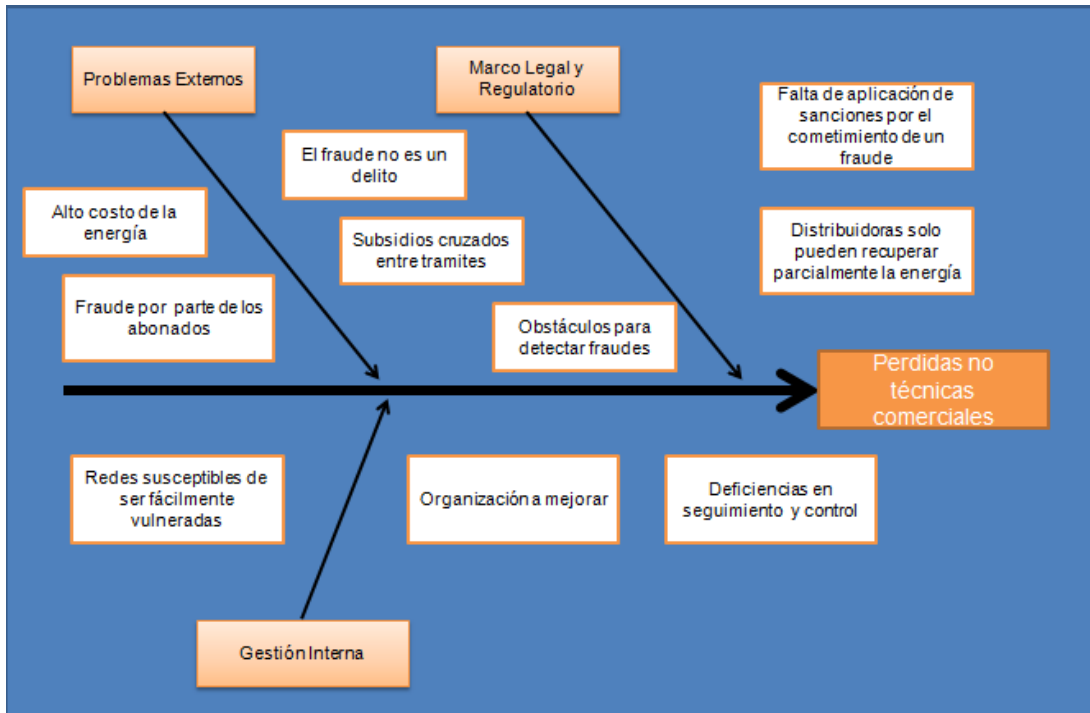 Problemas Externos
Marco Legal y
Regulatorio
Falta de aplicación de
sanciones por el
cometimiento de un
fraude
El fraude no es un
delito
Alto costo de la
energía
Subsidios cruzados
entre tramites
Distribuidoras solo
pueden recuperar
parcialmente la energía
Fraude por parte de los
abonados
Obstáculos para
detectar fraudes
Perdidas no
técnicas
comerciales
Redes susceptibles de
ser fácilmente
vulneradas
Organización a mejorar
Deficiencias en
seguimiento y control
Gestión Interna